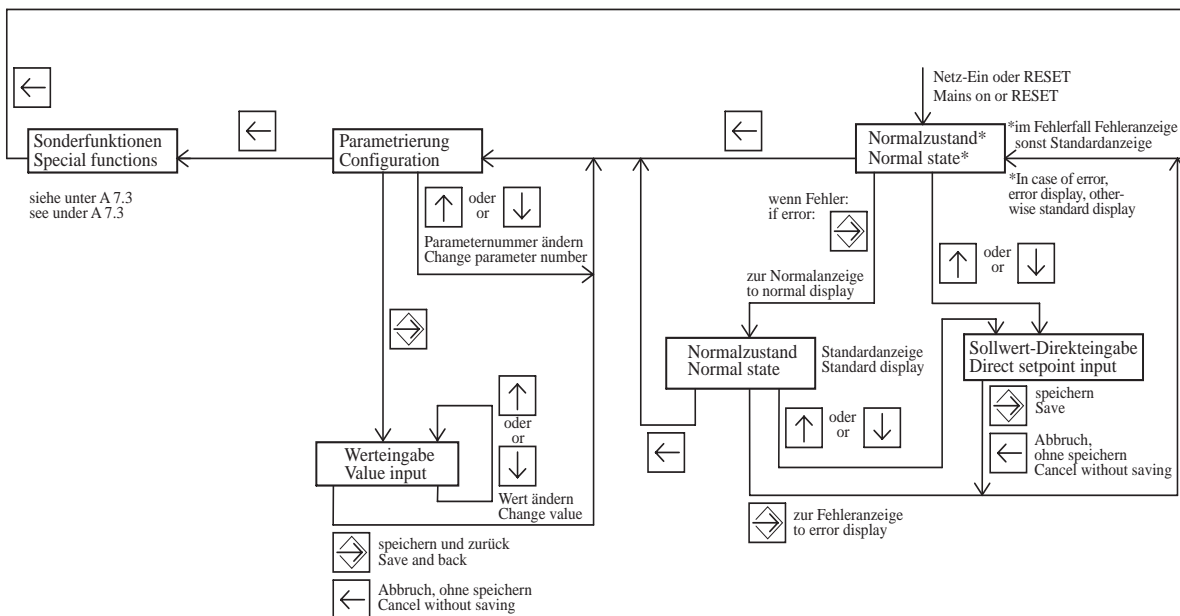 Netz-Ein oder RESET
Mains on or RESET
Sonderfunktionen
Special functions
siehe unter A 7.3
see under A 7.3
Parametrierung
Configuration
oder
or
Parameternummer ändern
Change parameter number
Normalzustand*
Normal state*
*im Fehlerfall Fehleranzeige
sonst Standardanzeige
*In case of error,
error display, other-
wise standard display
wenn Fehler:
if error:
zur Normalanzeige
to normal display
oder
or
Normalzustand
Normal state
Standardanzeige
Standard display
oder
or
Sollwert-Direkteingabe
Direct setpoint input
speichern
Save
Abbruch,
ohne speichern
Cancel without saving
zur Fehleranzeige
to error display
Werteingabe
Value input
oder
or
Wert ändern
Change value
speichern und zurück
Save and back
Abbruch, ohne speichern
Cancel without saving